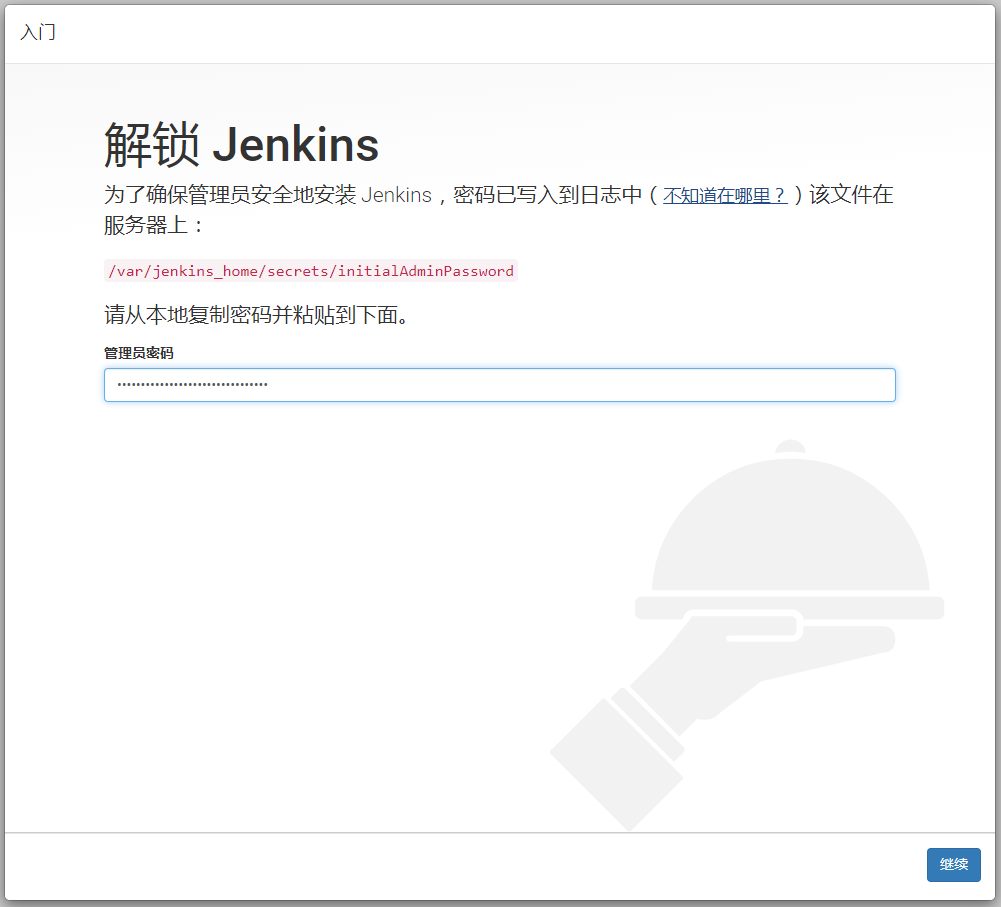 入门
解锁 Jenkins
为了确保管理员安全地安装 Jenkins，密码已写入到日志中（不知道在哪里？）该文件在
服务器上：
/var/jenkins_home/secrets/initialAdminPassword
请从本地复制密码并粘贴到下面。
管理员密码
••••••••••••••••••••••••••••••••
继续